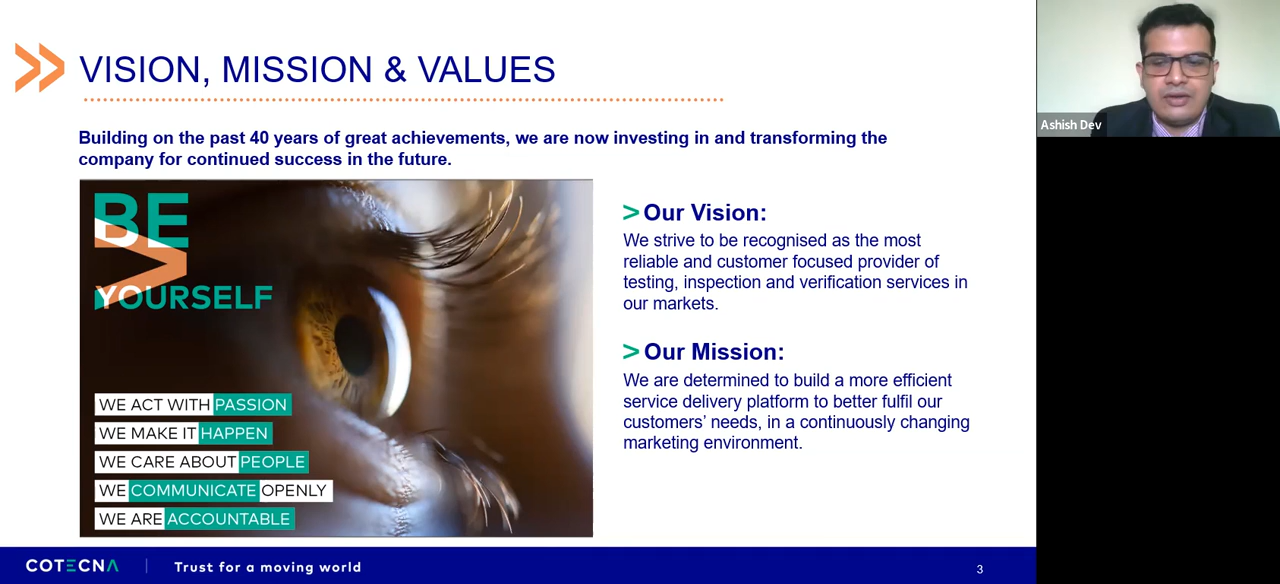 VISION, MISSION & VALUES
Building on the past 40 years of great achievements, we are now investing in and transforming the
company for continued success in the future.
BE
YOURSELF
WE ACT WITH PASSION
WE MAKE IT HAPPEN
WE CARE ABOUT PEOPLE
WE COMMUNICATE OPENLY
WE ARE ACCOUNTABLE
> Our Vision:
We strive to be recognised as the most
reliable and customer focused provider of
testing, inspection and verification services in
our markets.
> Our Mission:
We are determined to build a more efficient
service delivery platform to better fulfil our
customers’ needs, in a continuously changing
marketing environment.
COTECNA | Trust for a moving world
3
Ashish Dev